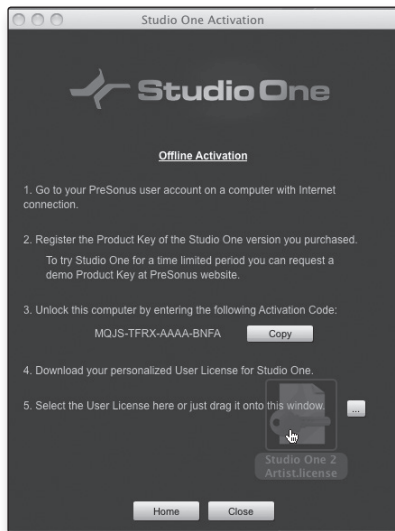 Studio One Activation
Studio One
Offline Activation
1. Go to your PreSonus user account on a computer with Internet
connection.
2. Register the Product Key of the Studio One version you purchased.
To try Studio One for a time limited period you can request a
demo Product Key at PreSonus website.
3. Unlock this computer by entering the following Activation Code:
MQJS-TFRX-AAAA-BNFA
Copy
4. Download your personalized User License for Studio One.
5. Select the User License here or just drag it onto this window.
...
Studio One 2
Artist.license
Home
Close